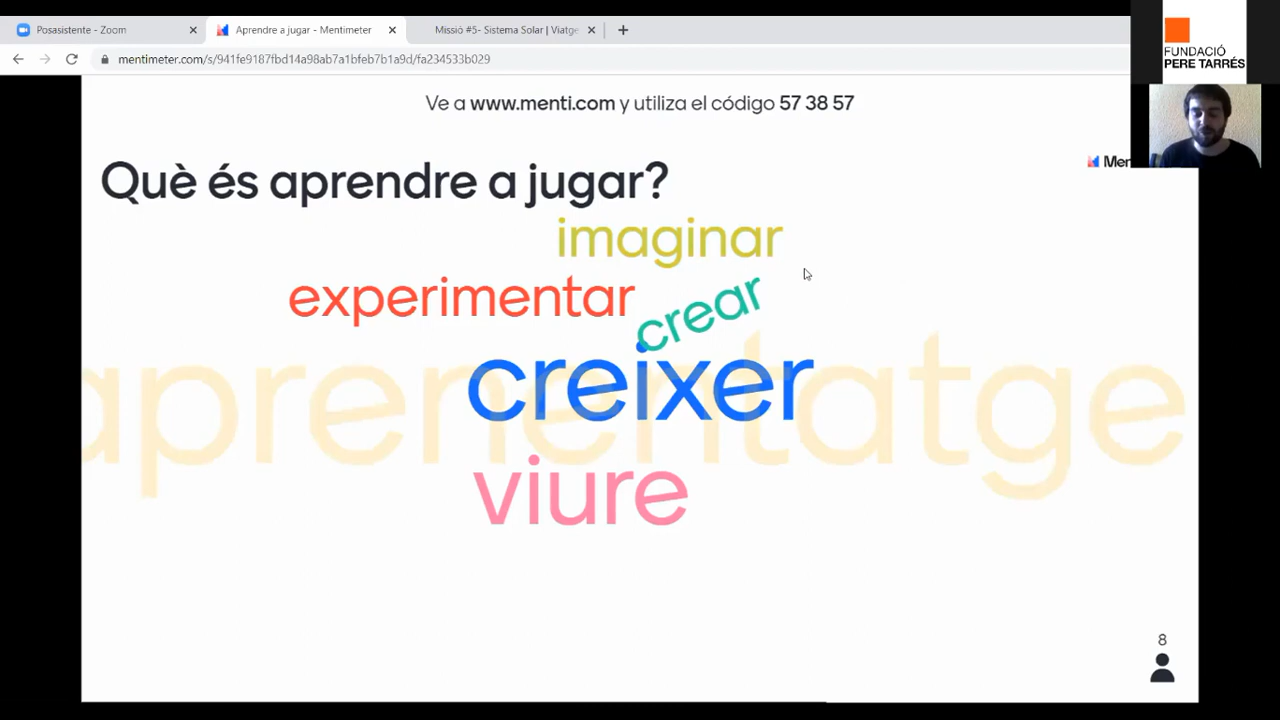 Posasistente - Zoom
Aprendre a jugar - Mentimeter
Missió #5- Sistema Solar | Viatge
mentimeter.com/s/941fe9187fbd14a98ab7a1bfeb7b1a9d/fa234533b029
FUNDACIÓ
PERE TARRÉS
Ve a www.menti.com y utiliza el código 57 38 57
Men
Què és aprendre a jugar?
imaginar
experimentar
crear
creixer
aprenentatge
viure
8